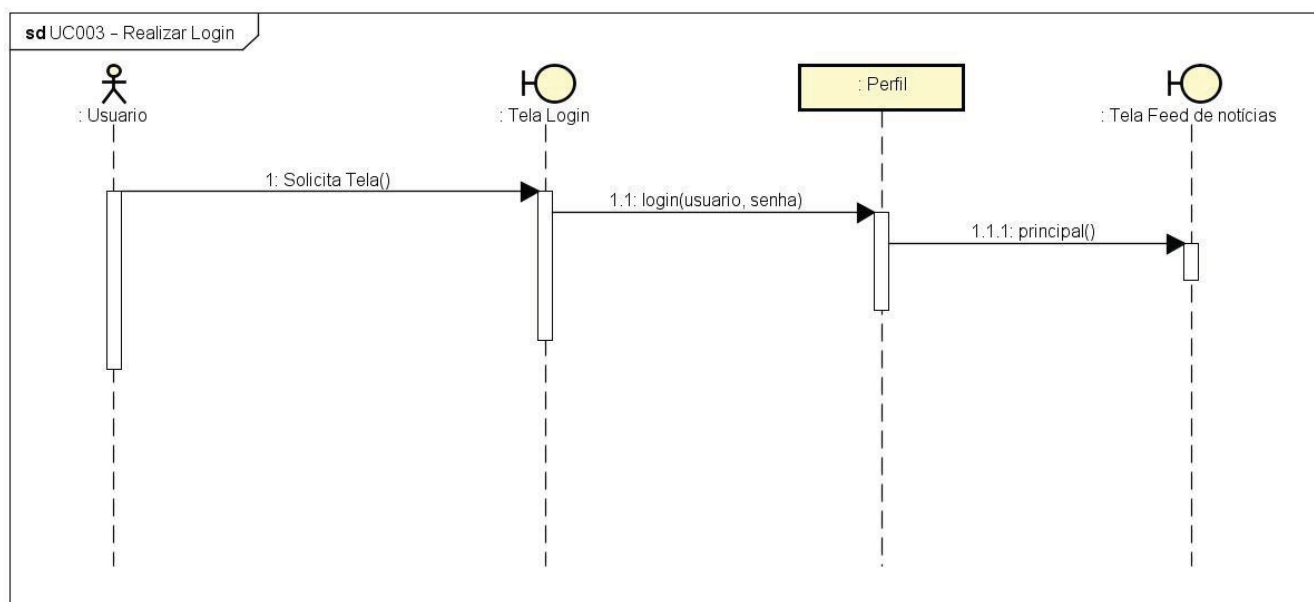 sd UC003 – Realizar Login
: Usuario
: Tela Login
: Perfil
: Tela Feed de notícias
1: Solicita Tela()
1.1: login(usuario, senha)
1.1.1: principal()